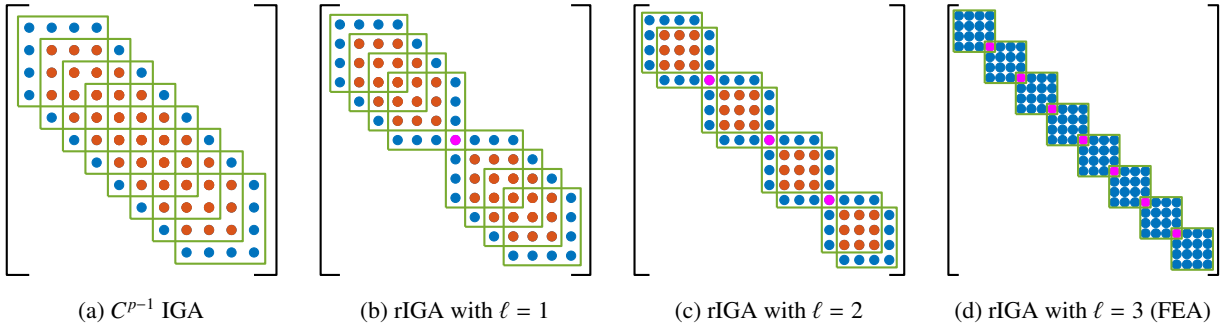 (a) $C^{p-1}$ IGA
(b) rIGA with ℓ = 1
(c) rIGA with ℓ = 2
(d) rIGA with ℓ = 3 (FEA)